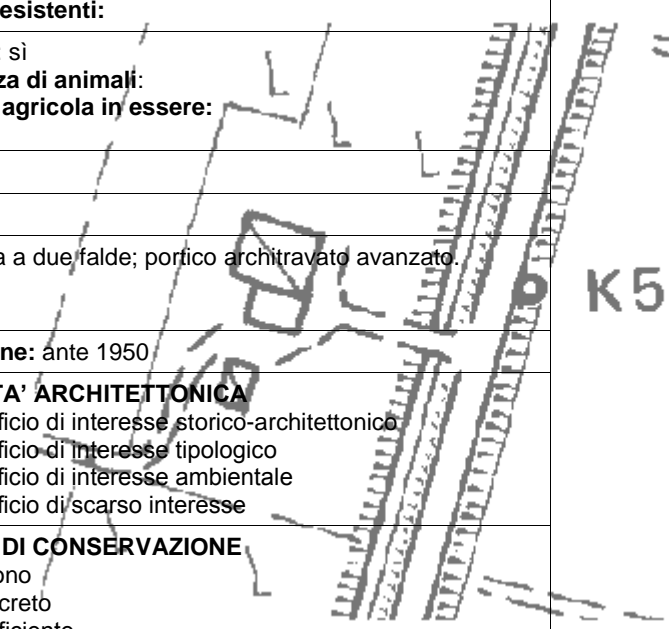 esistenti:
sì
za di animali:
agricola in essere:
a a due falde; portico architravato avanzato.
K5
ne: ante 1950
TA’ ARCHITETTONICA
ficio di interesse storico-architettonico
ficio di interesse tipologico
ficio di interesse ambientale
ficio di scarso interesse
DI CONSERVAZIONE
ono
creto
ficiente